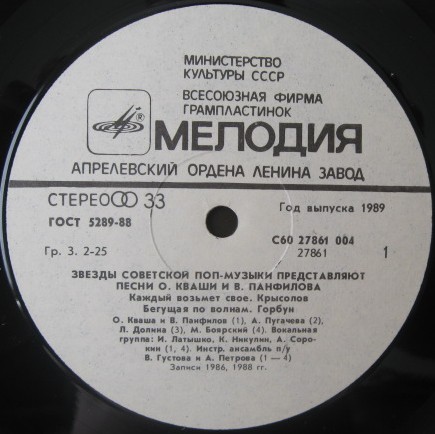 МИНИСТЕРСТВО
КУЛЬТУРЫ СССР
ВСЕСОЮЗНАЯ ФИРМА
ГРАМПЛАСТИНОК
®
МЕЛОДИЯ
АПРЕЛЕВСКИЙ ОРДЕНА ЛЕНИНА ЗАВОД
СТЕРЕО 33
ГОСТ 5289-88
Год выпуска 1989
Гр. 3. 2-25
С60 27861 004
27861 1
ЗВЕЗДЫ СОВЕТСКОЙ ПОП-МУЗЫКИ ПРЕДСТАВЛЯЮТ
ПЕСНИ О. КВАШИ И В. ПАНФИЛОВА
Каждый возьмет свое. Крысолов
Бегущая по волнам. Горбун
О. Кваша и В. Панфилов (1), А. Пугачева (2),
Л. Долина (3), М. Боярский (4). Вокальная
группа: И. Латышко, К. Никулин, А. Соро-
кин (1, 4). Инстр. ансамбль п/у
В. Густова и А. Петрова (1—4)
Записи 1986, 1988 гг.